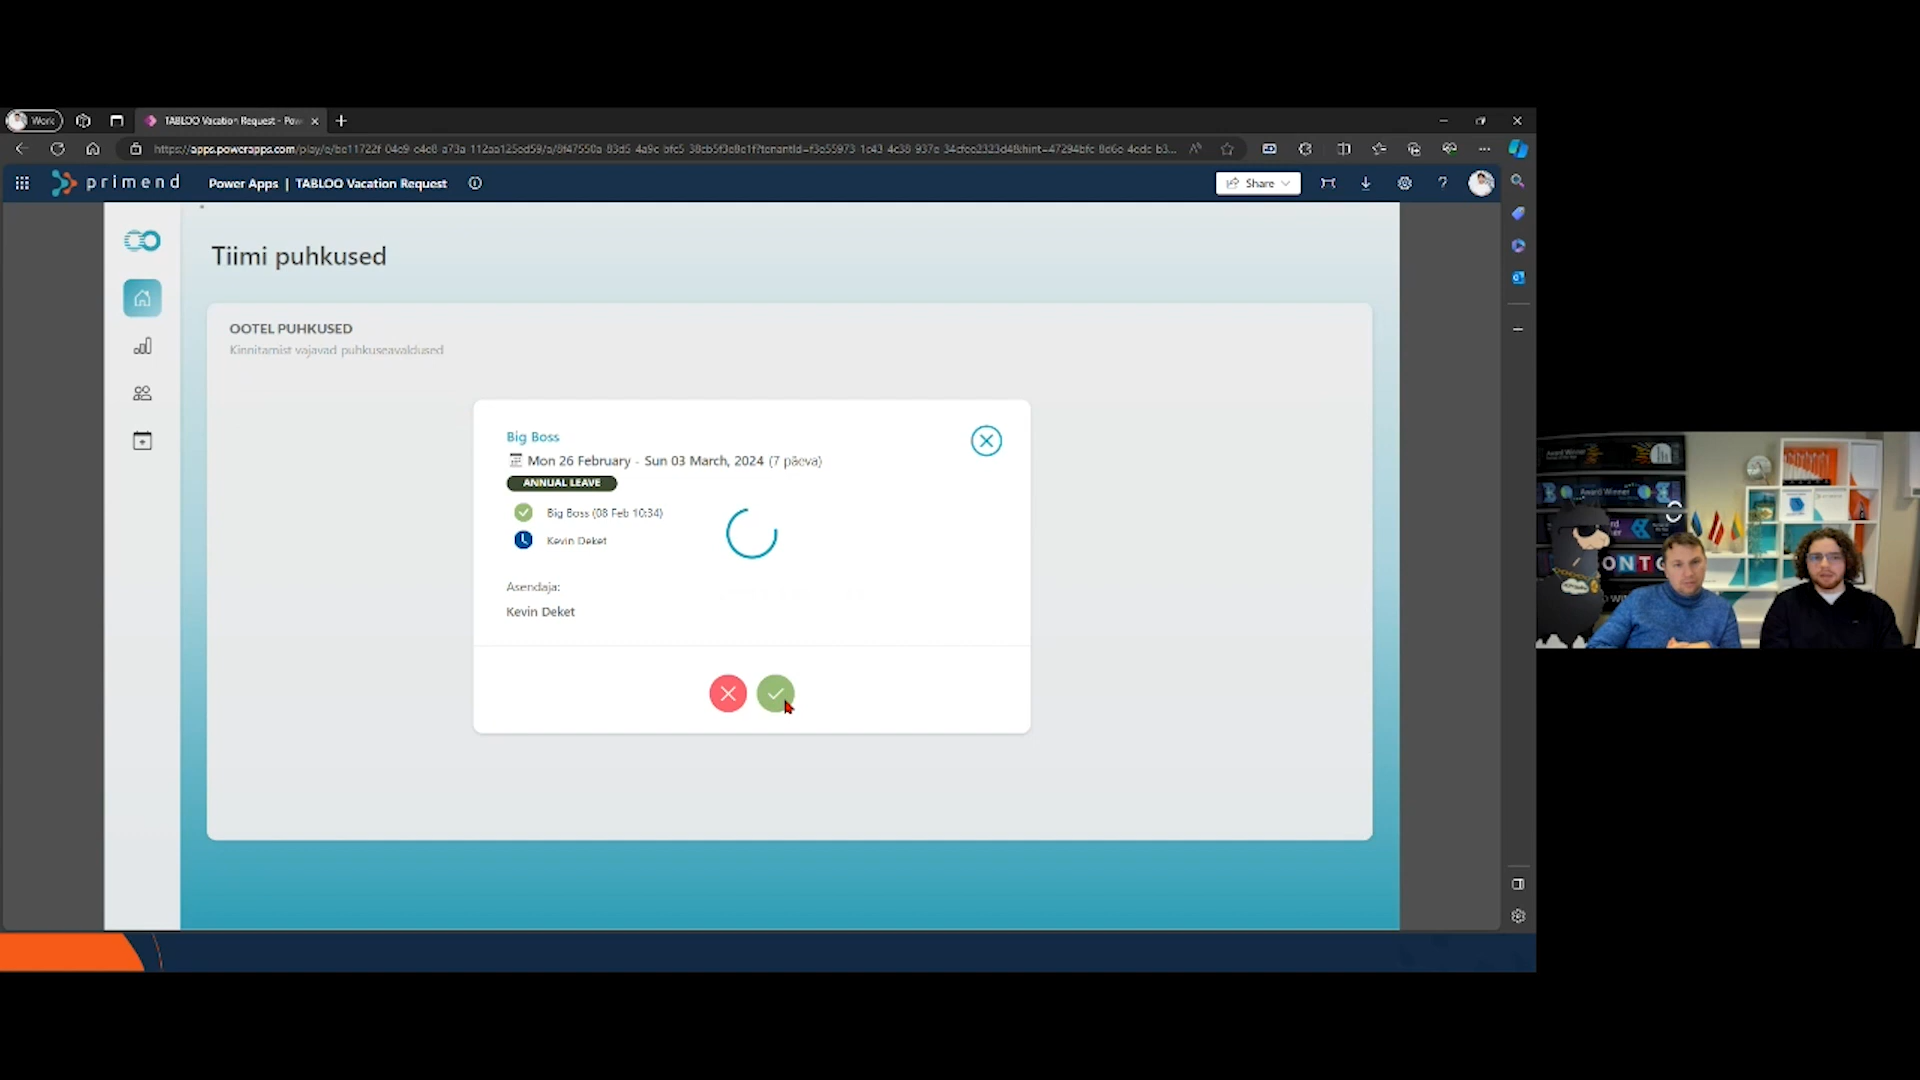 Work
TABLOO Vacation Request - Pow
primend
Power Apps | TABLOO Vacation Request
Share
Tiimi puhkused
OOTEL PUHKUSED
Kinnitamist vajavad puhkuseavaldused
Big Boss
Mon 26 February - Sun 03 March, 2024 (7 päeva)
ANNUAL LEAVE
Big Boss (08 Feb 10:34)
Kevin Deket
Asendaja:
Kevin Deket
Award Winner